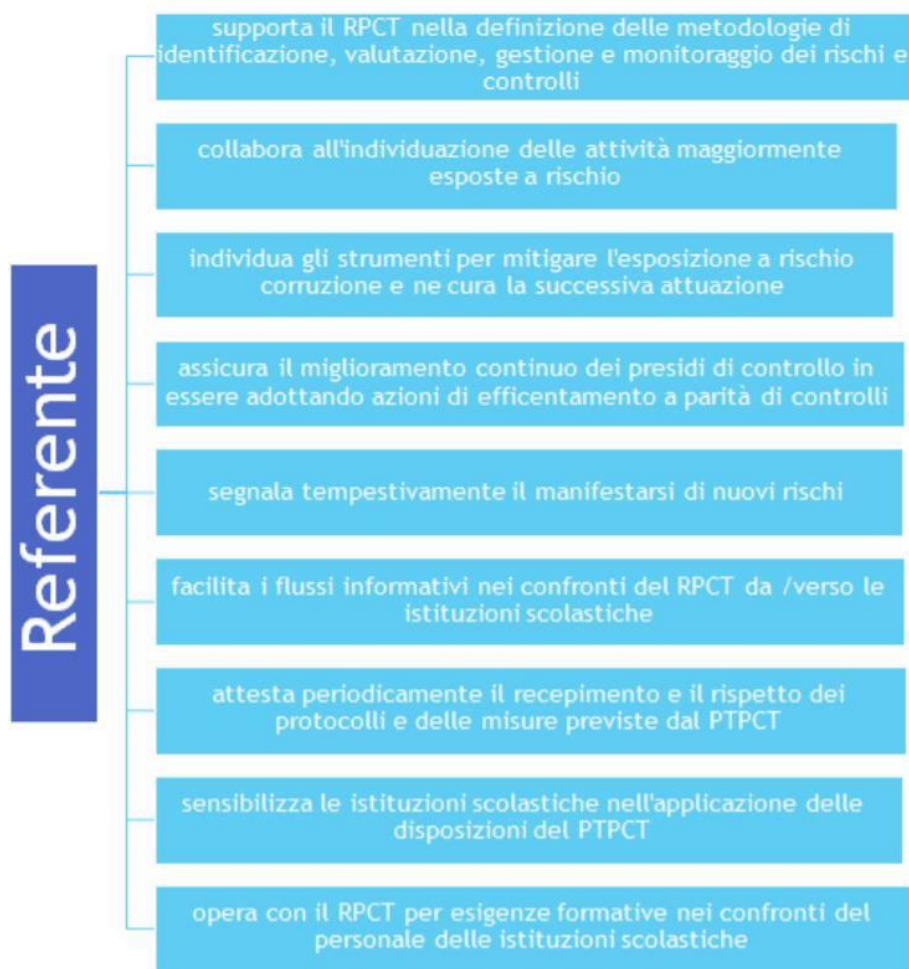 Referente
supporta il RPCT nella definizione delle metodologie di
identificazione, valutazione, gestione e monitoraggio dei rischi e
controlli
collabora all'individuazione delle attività maggiormente
esposte a rischio
individua gli strumenti per mitigare l'esposizione a rischio
corruzione e ne cura la successiva attuazione
assicura il miglioramento continuo dei presidi di controllo in
essere adottando azioni di efficentamento a parità di controlli
segnala tempestivamente il manifestarsi di nuovi rischi
facilita i flussi informativi nei confronti del RPCT da /verso le
istituzioni scolastiche
attesta periodicamente il recepimento e il rispetto dei
protocolli e delle misure previste dal PTPCT
sensibilizza le istituzioni scolastiche nell'applicazione delle
disposizioni del PTPCT
opera con il RPCT per esigenze formative nei confronti del
personale delle istituzioni scolastiche